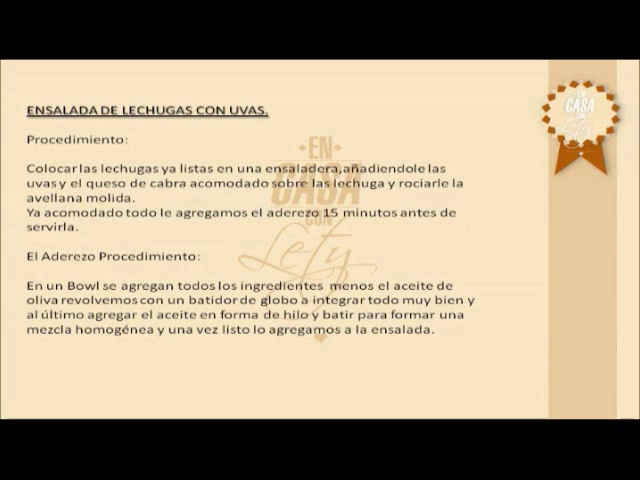 ENSALADA DE LECHUGAS CON UVAS.
Procedimiento:
Colocar las lechugas ya listas en una ensaladera,añadiendole las
uvas y el queso de cabra acomodado sobre las lechuga y rociarle la
avellana molida.
Ya acomodado todo le agregamos el aderezo 15 minutos antes de
servirla.
El Aderezo Procedimiento:
En un Bowl se agregan todos los ingredientes menos el aceite de
oliva revolvemos con un batidor de globo a integrar todo muy bien y
al último agregar el aceite en forma de hilo y batir para formar una
mezcla homogénea y una vez listo lo agregamos a la ensalada.
EN
CASA
CON
Lety
EN
CASA
CON
Lety